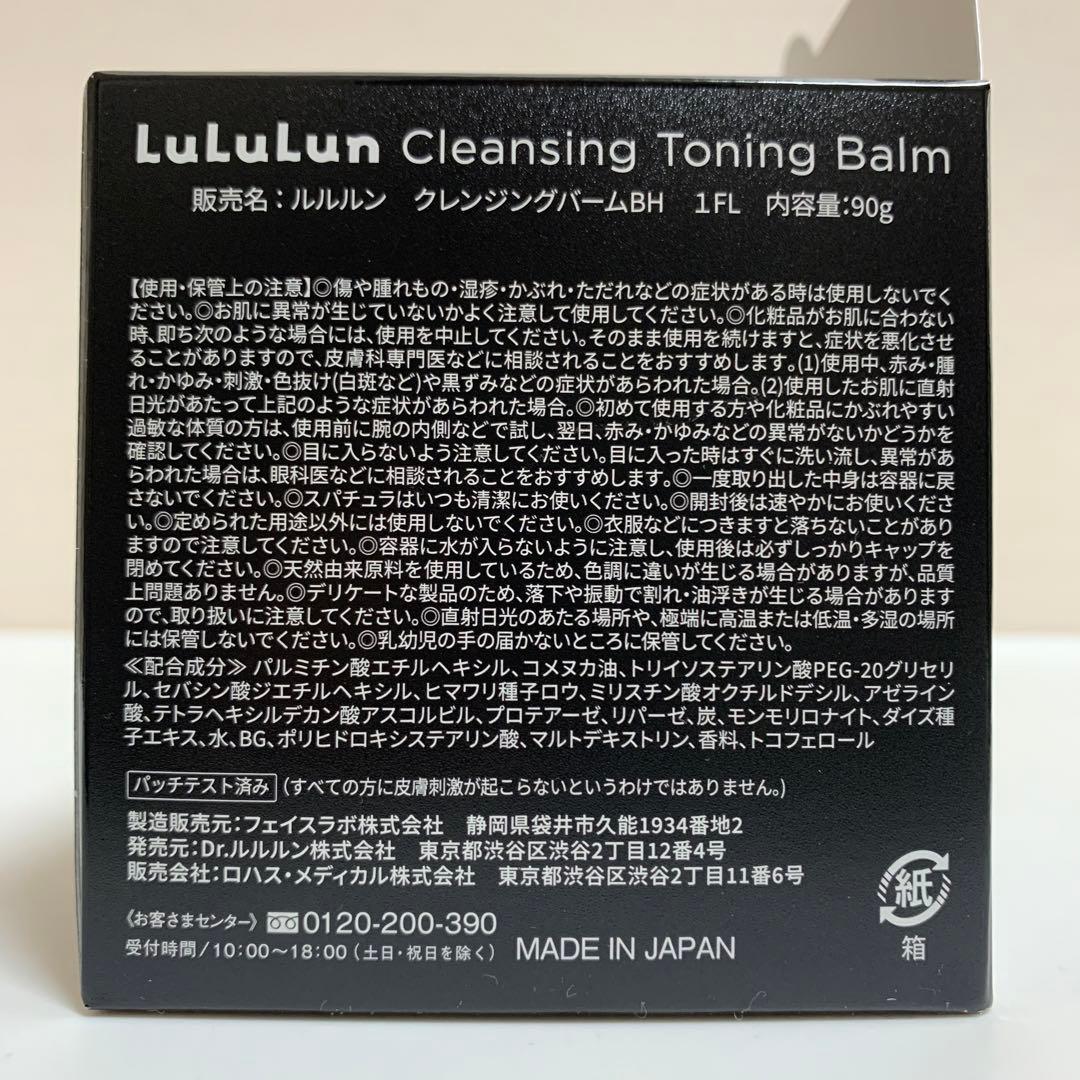 LuLuLun Cleansing Toning Balm
販売名：ルルルン　クレンジングバームBH　1FL　内容量：90g
【使用・保管上の注意】◎傷や腫れもの・湿疹・かぶれ・ただれなどの症状がある時は使用しないでく
ださい。◎お肌に異常が生じていないかよく注意して使用してください。◎化粧品がお肌に合わない
時、即ち次のような場合には、使用を中止してください。そのまま使用を続けますと、症状を悪化させ
ることがありますので、皮膚科専門医などに相談されることをおすすめします。(1)使用中、赤み・腫
れ・かゆみ・刺激・色抜け(白斑など)や黒ずみなどの症状があらわれた場合。(2)使用したお肌に直射
日光があたって上記のような症状があらわれた場合。◎初めて使用する方や化粧品にかぶれやすい
過敏な体質の方は、使用前に腕の内側などで試し、翌日、赤み・かゆみなどの異常がないかどうかを
確認してください。◎目に入らないよう注意してください。目に入った時はすぐに洗い流し、異常があ
らわれた場合は、眼科医などに相談されることをおすすめします。◎一度取り出した中身は容器に戻
さないでください。◎スパチュラはいつも清潔にお使いください。◎開封後は速やかにお使いくださ
い。◎定められた用途以外には使用しないでください。◎衣服などにつきますと落ちないことがあり
ますので注意してください。◎容器に水が入らないように注意し、使用後は必ずしっかりキャップを
閉めてください。◎天然由来原料を使用しているため、色調に違いが生じる場合がありますが、品質
上問題ありません。◎デリケートな製品のため、落下や振動で割れ・油浮きが生じる場合があります
ので、取り扱いに注意してください。◎直射日光のあたる場所や、極端に高温または低温・多湿の場所
には保管しないでください。◎乳幼児の手の届かないところに保管してください。
≪配合成分≫ パルミチン酸エチルヘキシル、コメヌカ油、トリイソステアリン酸PEG-20グリセリ
ル、セバシン酸ジエチルヘキシル、ヒマワリ種子ロウ、ミリスチン酸オクチルドデシル、アゼライン
酸、テトラヘキシルデカン酸アスコルビル、プロテアーゼ、リパーゼ、炭、モンモリロナイト、ダイズ種
子エキス、水、BG、ポリヒドロキシステアリン酸、マルトデキストリン、香料、トコフェロール
パッチテスト済み (すべての方に皮膚刺激が起こらないというわけではありません。)
製造販売元：フェイスラボ株式会社　静岡県袋井市久能1934番地2
発売元：Dr.ルルルン株式会社　東京都渋谷区渋谷2丁目12番4号
販売会社：ロハス・メディカル株式会社　東京都渋谷区渋谷2丁目11番6号
〈お客さまセンター〉 0120-200-390
受付時間/10:00～18:00（土日・祝日を除く） MADE IN JAPAN
紙
箱